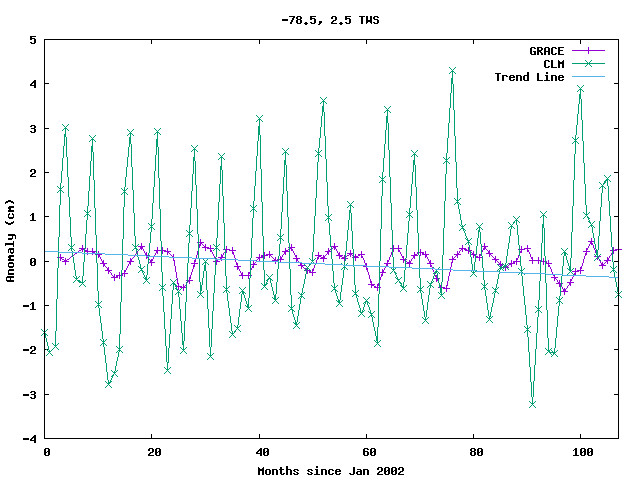 -78.5, 2.5 TWS
GRACE
CLM
Trend Line
5
4
3
2
1
0
-1
-2
-3
-4
Anomaly (cm)
0 20 40 60 80 100
Months since Jan 2002